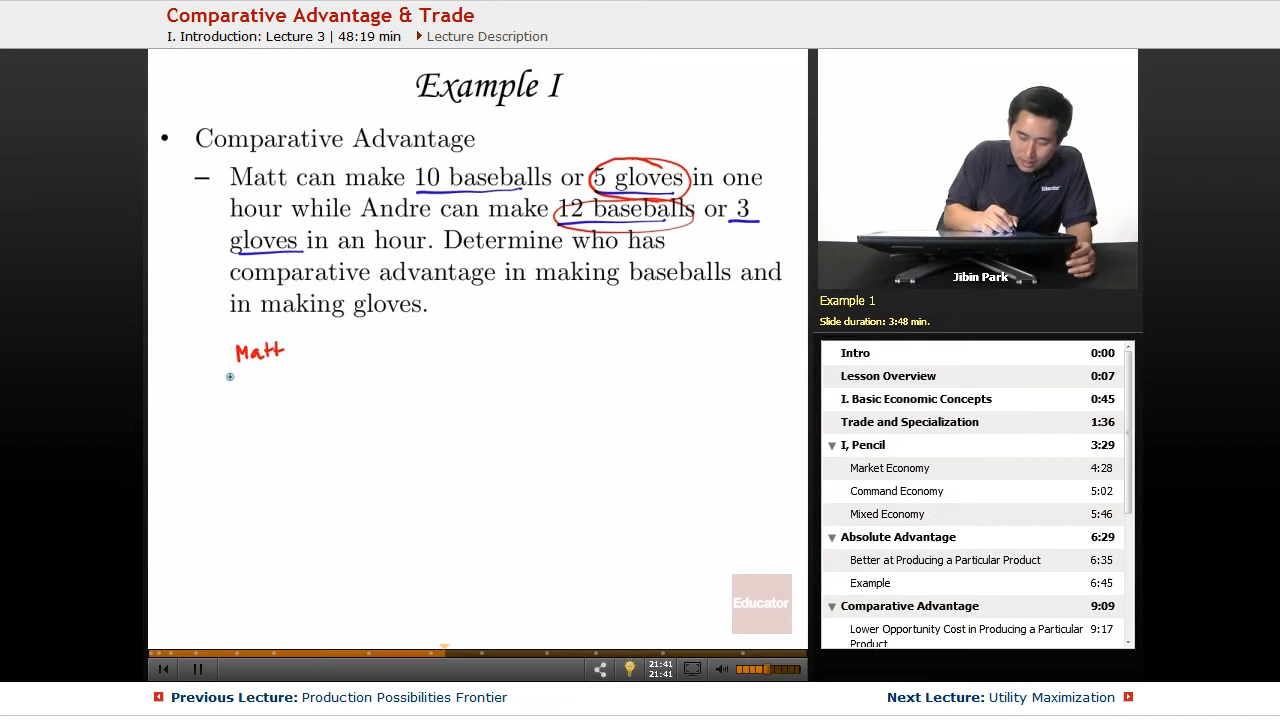 Comparative Advantage & Trade
I. Introduction: Lecture 3 | 48:19 min
Lecture Description
Example I
• Comparative Advantage
– Matt can make 10 baseballs or 5 gloves in one
hour while Andre can make 12 baseballs or 3
gloves in an hour. Determine who has
comparative advantage in making baseballs and
in making gloves.
Matt
Educator
Educator
Jibin Park
Example 1
Slide duration: 3:48 min.
Intro 0:00
Lesson Overview 0:07
I. Basic Economic Concepts 0:45
Trade and Specialization 1:36
I, Pencil 3:29
Market Economy 4:28
Command Economy 5:02
Mixed Economy 5:46
Absolute Advantage 6:29
Better at Producing a Particular Product 6:35
Example 6:45
Comparative Advantage 9:09
Lower Opportunity Cost in Producing a Particular 9:17
Product
21:41
21:41
Previous Lecture: Production Possibilities Frontier
Next Lecture: Utility Maximization